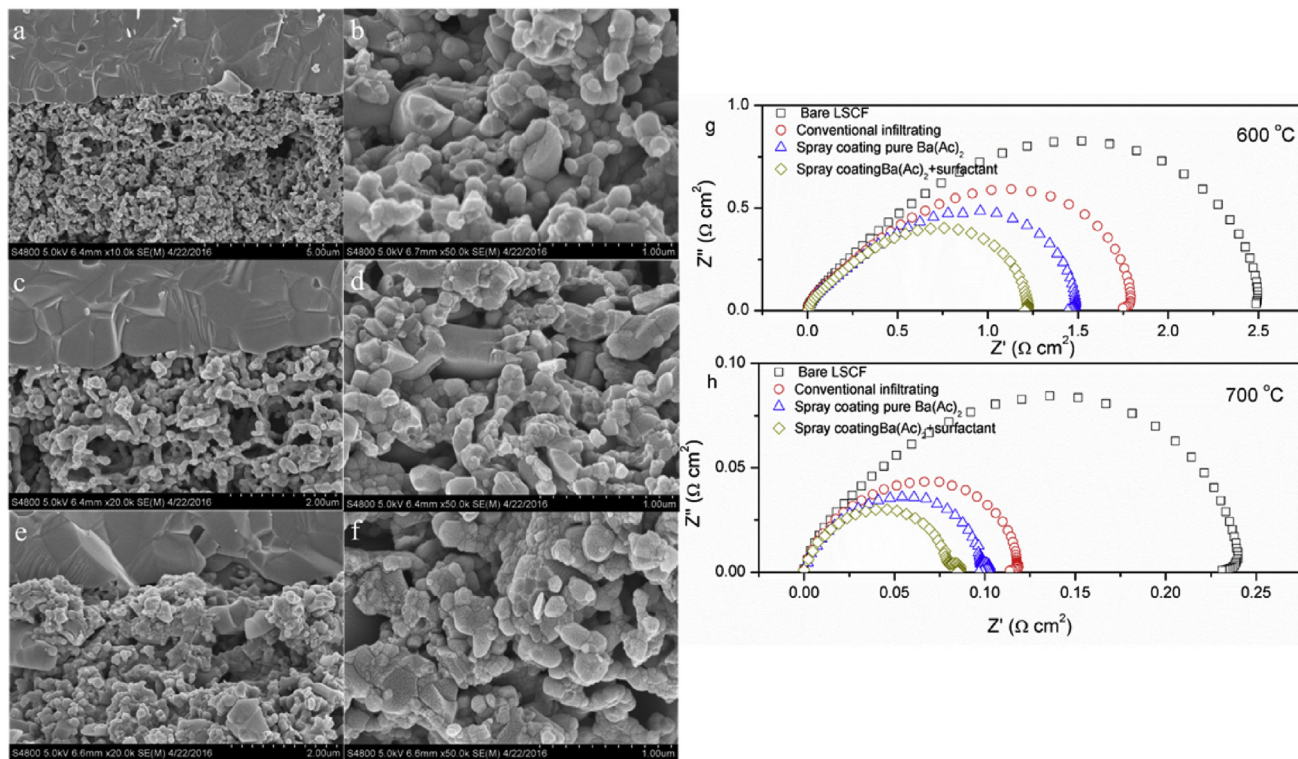 a
b
S4800 5.0kV 6.4mm x10.0k SE(M) 4/22/2016 5.00um
S4800 5.0kV 6.7mm x50.0k SE(M) 4/22/2016 1.00um
c
d
S4800 5.0kV 6.4mm x20.0k SE(M) 4/22/2016 2.00um
S4800 5.0kV 6.4mm x50.0k SE(M) 4/22/2016 1.00um
e
f
S4800 5.0kV 6.6mm x20.0k SE(M) 4/22/2016 2.00um
S4800 5.0kV 6.6mm x50.0k SE(M) 4/22/2016 1.00um
g
Bare LSCF
Conventional infiltrating
Spray coating pure Ba(Ac)₂
Spray coatingBa(Ac)₂+surfactant
600 °C
1.0
0.5
0.0
Z'' (Ω cm²)
0.0 0.5 1.0 1.5 2.0 2.5
Z' (Ω cm²)
h
Bare LSCF
Conventional infiltrating
Spray coating pure Ba(Ac)₂
Spray coatingBa(Ac)₂+surfactant
700 °C
0.10
0.05
0.00
Z'' (Ω cm²)
0.00 0.05 0.10 0.15 0.20 0.25
Z' (Ω cm²)